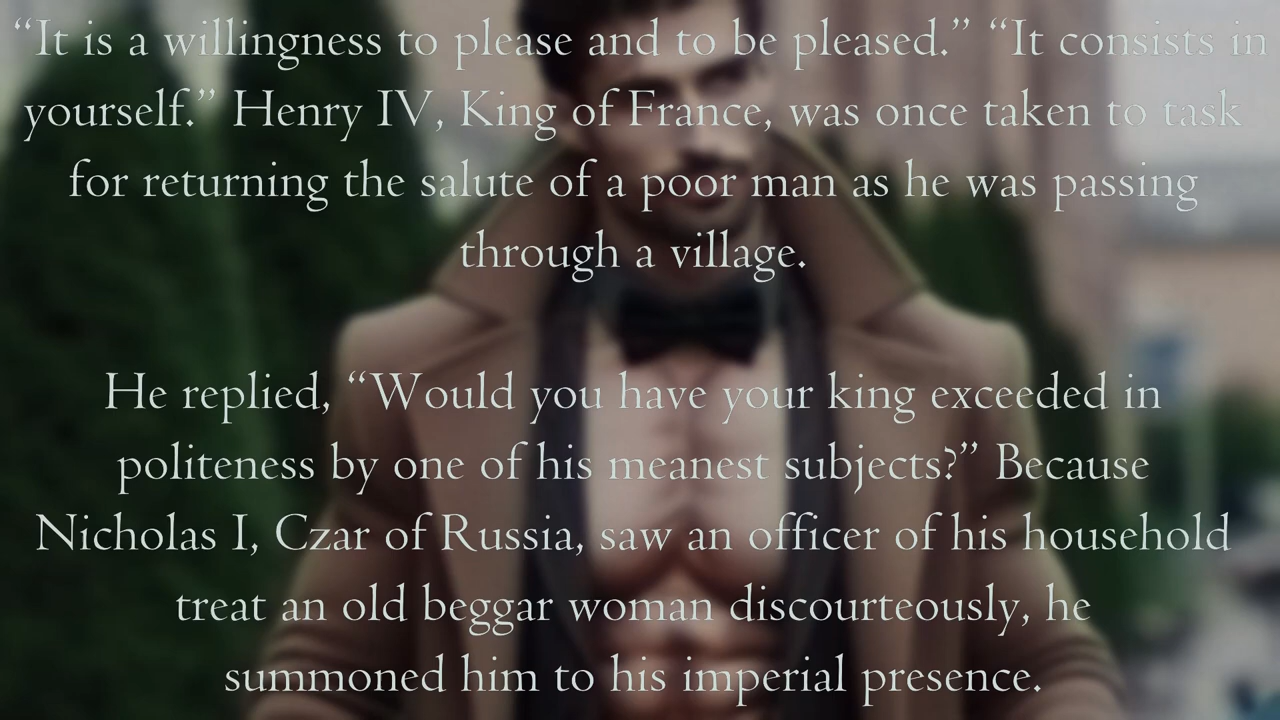 “It is a willingness to please and to be pleased.” “It consists in
yourself.” Henry IV, King of France, was once taken to task
for returning the salute of a poor man as he was passing
through a village.
He replied, “Would you have your king exceeded in
politeness by one of his meanest subjects?” Because
Nicholas I, Czar of Russia, saw an officer of his household
treat an old beggar woman discourteously, he
summoned him to his imperial presence.